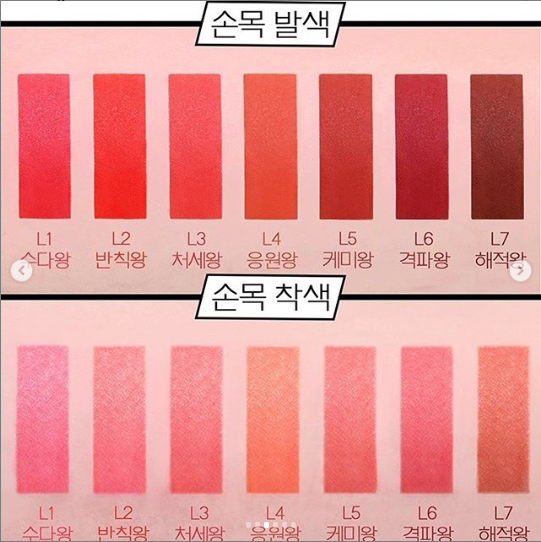 손목 발색
L1 L2 L3 L4 L5 L6 L7
수다왕 반칙왕 처세왕 응원왕 케미왕 격파왕 해적왕
손목 착색
L1 L2 L3 L4 L5 L6 L7
수다왕 반칙왕 처세왕 응원왕 케미왕 격파왕 해적왕